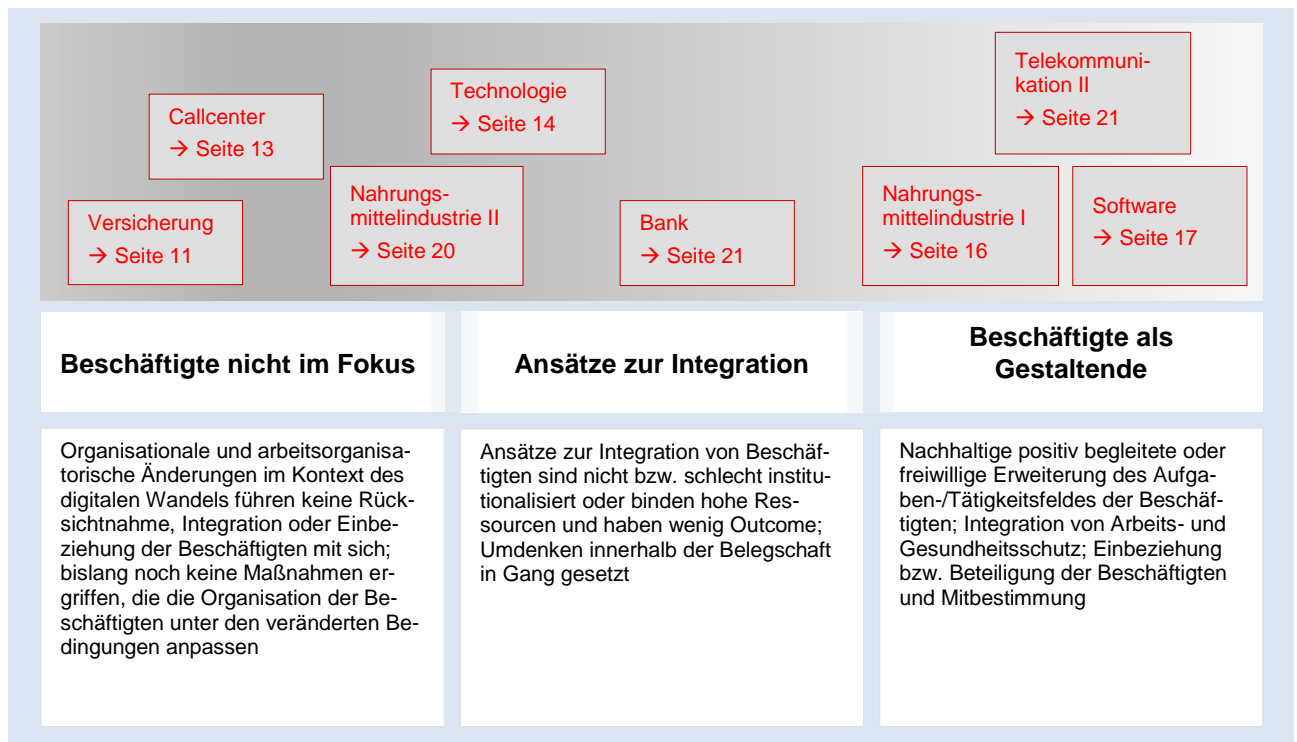 Telekommuni-
kation II
→ Seite 21
Technologie
→ Seite 14
Callcenter
→ Seite 13
Versicherung
→ Seite 11
Nahrungs-
mittelindustrie II
→ Seite 20
Bank
→ Seite 21
Nahrungs-
mittelindustrie I
→ Seite 16
Software
→ Seite 17
Beschäftigte nicht im Fokus
Ansätze zur Integration
Beschäftigte als
Gestaltende
Organisationale und arbeitsorganisa-
torische Änderungen im Kontext des
digitalen Wandels führen keine Rück-
sichtnahme, Integration oder Einbe-
ziehung der Beschäftigten mit sich;
bislang noch keine Maßnahmen er-
griffen, die die Organisation der Be-
schäftigten unter den veränderten Be-
dingungen anpassen
Ansätze zur Integration von Beschäf-
tigten sind nicht bzw. schlecht institu-
tionalisiert oder binden hohe Res-
sourcen und haben wenig Outcome;
Umdenken innerhalb der Belegschaft
in Gang gesetzt
Nachhaltige positiv begleitete oder
freiwillige Erweiterung des Aufga-
ben-/Tätigkeitsfeldes der Beschäf-
tigten; Integration von Arbeits- und
Gesundheitsschutz; Einbeziehung
bzw. Beteiligung der Beschäftigten
und Mitbestimmung